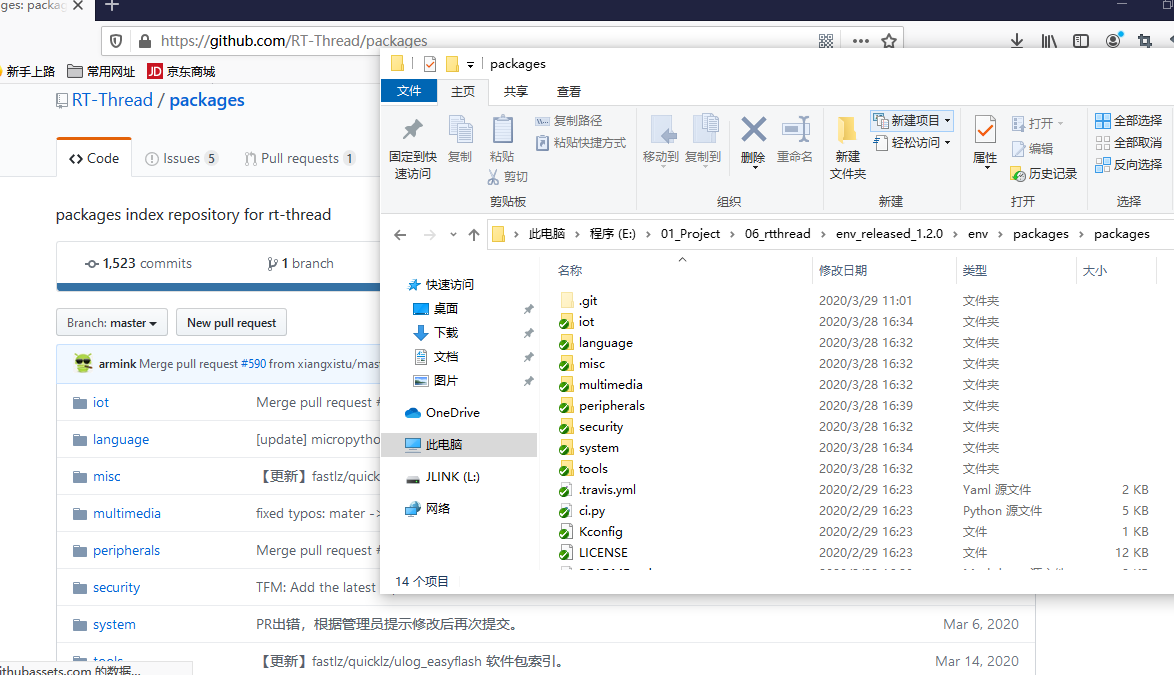 ges: packag
https://github.com/RT-Thread/packages
新手上路 常用网址 JD 京东商城
RT-Thread / packages
Code Issues 5 Pull requests 1
packages index repository for rt-thread
1,523 commits 1 branch
Branch: master New pull request
armink Merge pull request #590 from xiangxistu/mas
iot Merge pull request #
language [update] micropytho
misc 【更新】fastlz/quick
multimedia fixed typos: mater -
peripherals Merge pull request #
security TFM: Add the latest
system PR出错，根据管理员提示修改后再次提交。 Mar 6, 2020
tools 【更新】fastlz/quicklz/ulog_easyflash 软件包索引。 Mar 14, 2020
ithubassets.com 的数据...
packages
文件 主页 共享 查看
固定到快速访问
复制
粘贴
复制路径
粘贴快捷方式
剪切
剪贴板
移动到 复制到 删除 重命名
组织
新建文件夹
新建项目
轻松访问
新建
属性
打开
编辑
历史记录
打开
全部选择
全部取消
反向选择
选择
此电脑 › 程序 (E:) › 01_Project › 06_rtthread › env_released_1.2.0 › env › packages › packages
快速访问
桌面
下载
文档
图片
OneDrive
此电脑
JLINK (L:)
网络
名称 修改日期 类型 大小
.git 2020/3/29 11:01 文件夹
iot 2020/3/28 16:34 文件夹
language 2020/3/28 16:32 文件夹
misc 2020/3/28 16:32 文件夹
multimedia 2020/3/28 16:32 文件夹
peripherals 2020/3/28 16:39 文件夹
security 2020/3/28 16:32 文件夹
system 2020/3/28 16:34 文件夹
tools 2020/3/28 16:32 文件夹
.travis.yml 2020/2/29 16:23 Yaml 源文件 2 KB
ci.py 2020/2/29 16:23 Python 源文件 5 KB
Kconfig 2020/2/29 16:23 文件 1 KB
LICENSE 2020/2/29 16:23 文件 12 KB
14 个项目